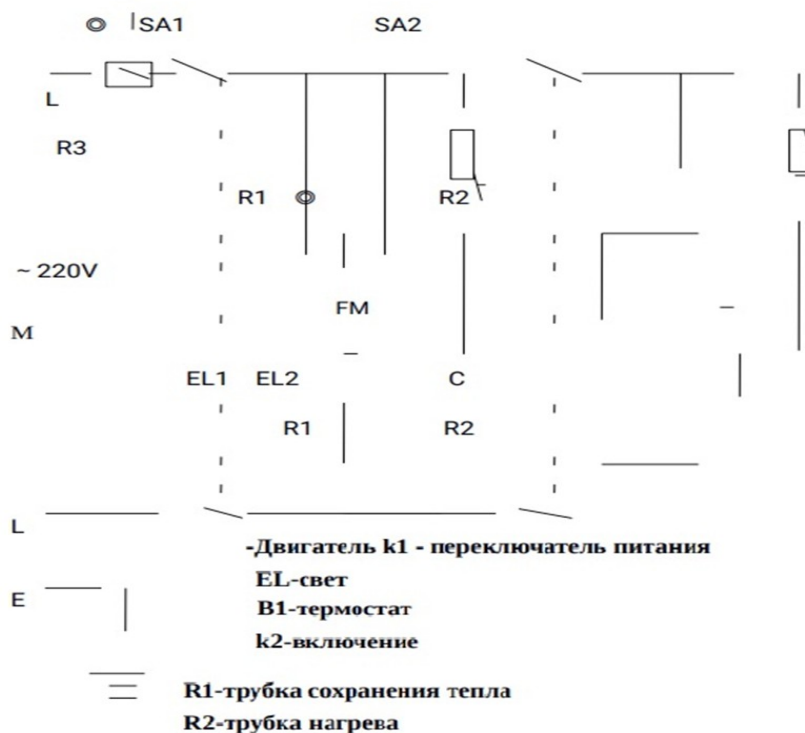 SA1 SA2
L
R3
R1 R2
~ 220V
FM
M
EL1 EL2 C
R1 R2
L
-Двигатель k1 - переключатель питания
EL-свет
E
B1-термостат
k2-включение
R1-трубка сохранения тепла
R2-трубка нагрева